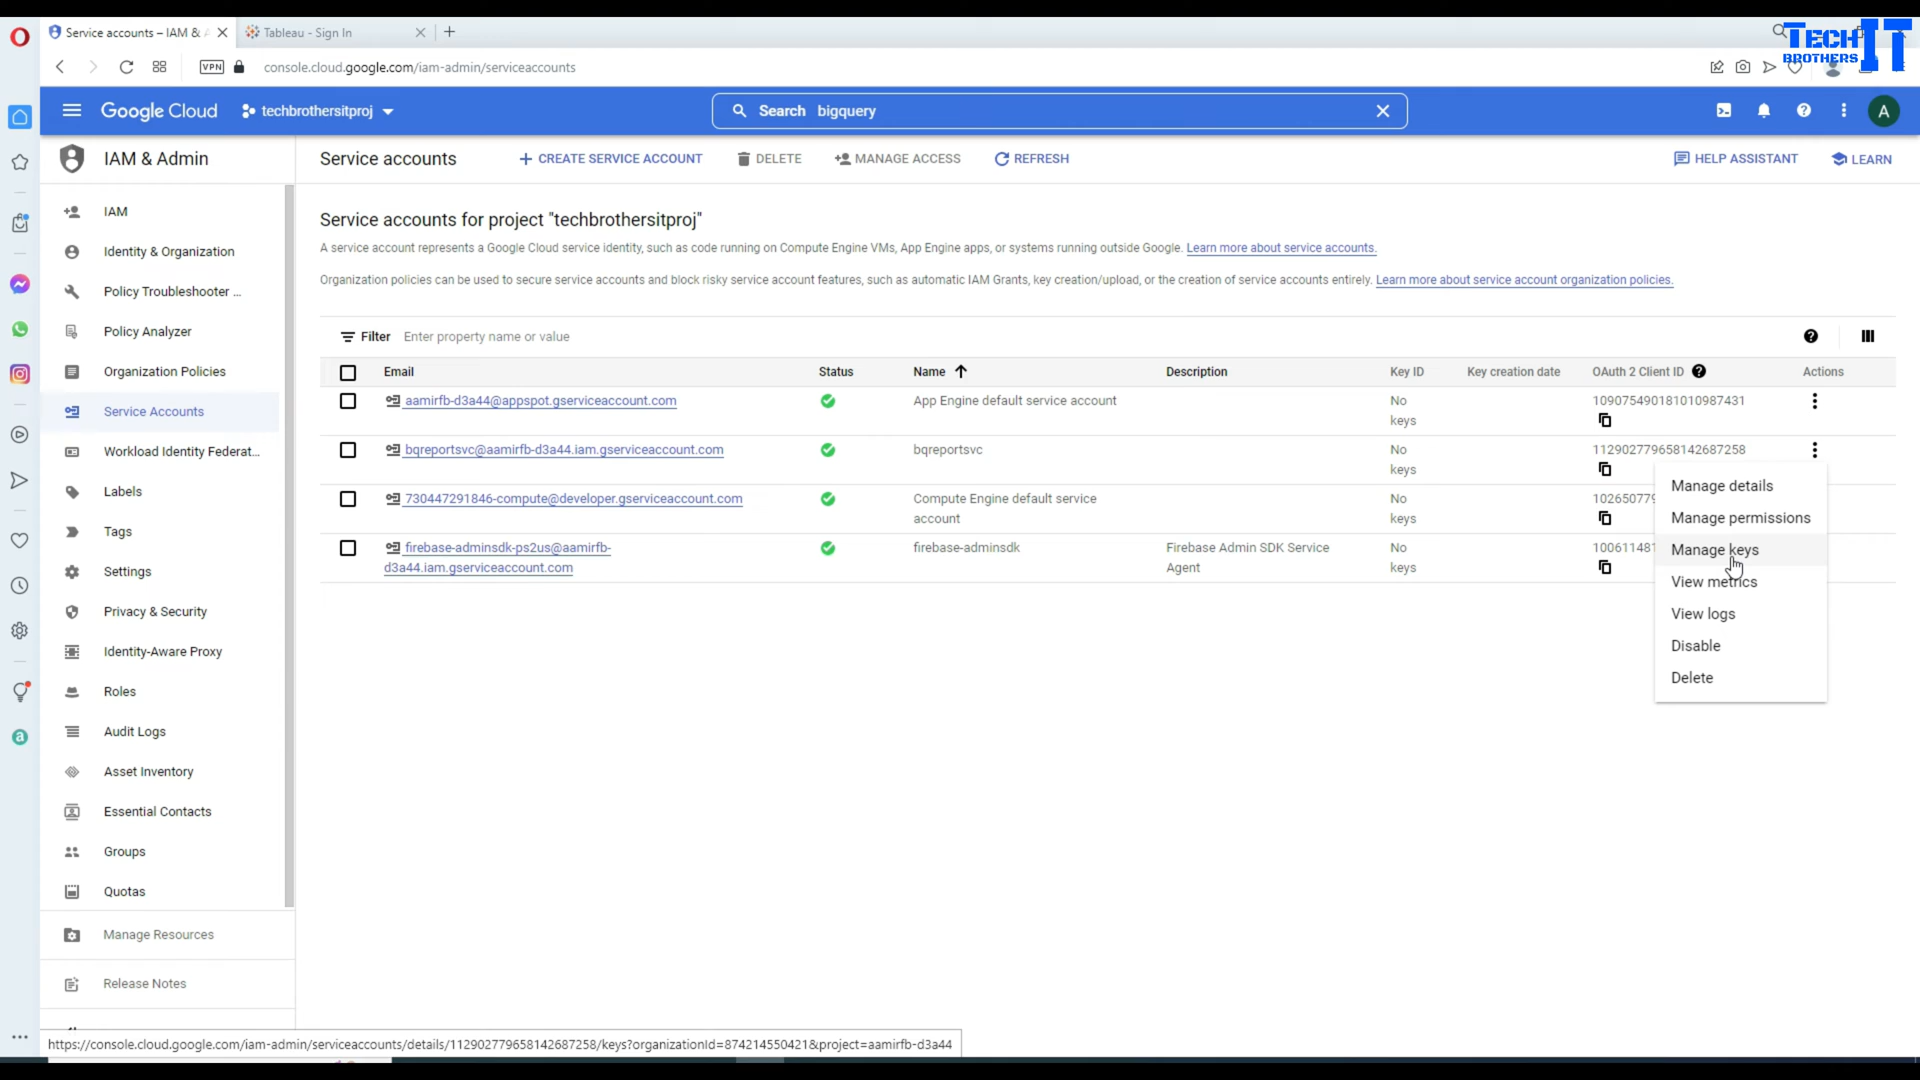 Service accounts – IAM & A
Tableau - Sign In
TECH IT
BROTHERS
VPN
console.cloud.google.com/iam-admin/serviceaccounts
Google Cloud
techbrothersitproj
Search bigquery
A
IAM & Admin
Service accounts
CREATE SERVICE ACCOUNT
DELETE
MANAGE ACCESS
REFRESH
HELP ASSISTANT
LEARN
IAM
Identity & Organization
Policy Troubleshooter ...
Policy Analyzer
Organization Policies
Service Accounts
Workload Identity Federat...
Labels
Tags
Settings
Privacy & Security
Identity-Aware Proxy
Roles
Audit Logs
Asset Inventory
Essential Contacts
Groups
Quotas
Manage Resources
Release Notes
Service accounts for project "techbrothersitproj"
A service account represents a Google Cloud service identity, such as code running on Compute Engine VMs, App Engine apps, or systems running outside Google. Learn more about service accounts.
Organization policies can be used to secure service accounts and block risky service account features, such as automatic IAM Grants, key creation/upload, or the creation of service accounts entirely. Learn more about service account organization policies.
Filter Enter property name or value
Email Status Name Description Key ID Key creation date OAuth 2 Client ID Actions
aamirfb-d3a44@appspot.gserviceaccount.com App Engine default service account No 109075490181010987431
keys
bqreportsvc@aamirfb-d3a44.iam.gserviceaccount.com bqreportsvc No 112902779658142687258
keys
730447291846-compute@developer.gserviceaccount.com Compute Engine default service No 10265077
account keys
firebase-adminsdk-ps2us@aamirfb- firebase-adminsdk Firebase Admin SDK Service No 10061148
d3a44.iam.gserviceaccount.com Agent keys
Manage details
Manage permissions
Manage keys
View metrics
View logs
Disable
Delete
https://console.cloud.google.com/iam-admin/serviceaccounts/details/112902779658142687258/keys?organizationId=874214550421&project=aamirfb-d3a44